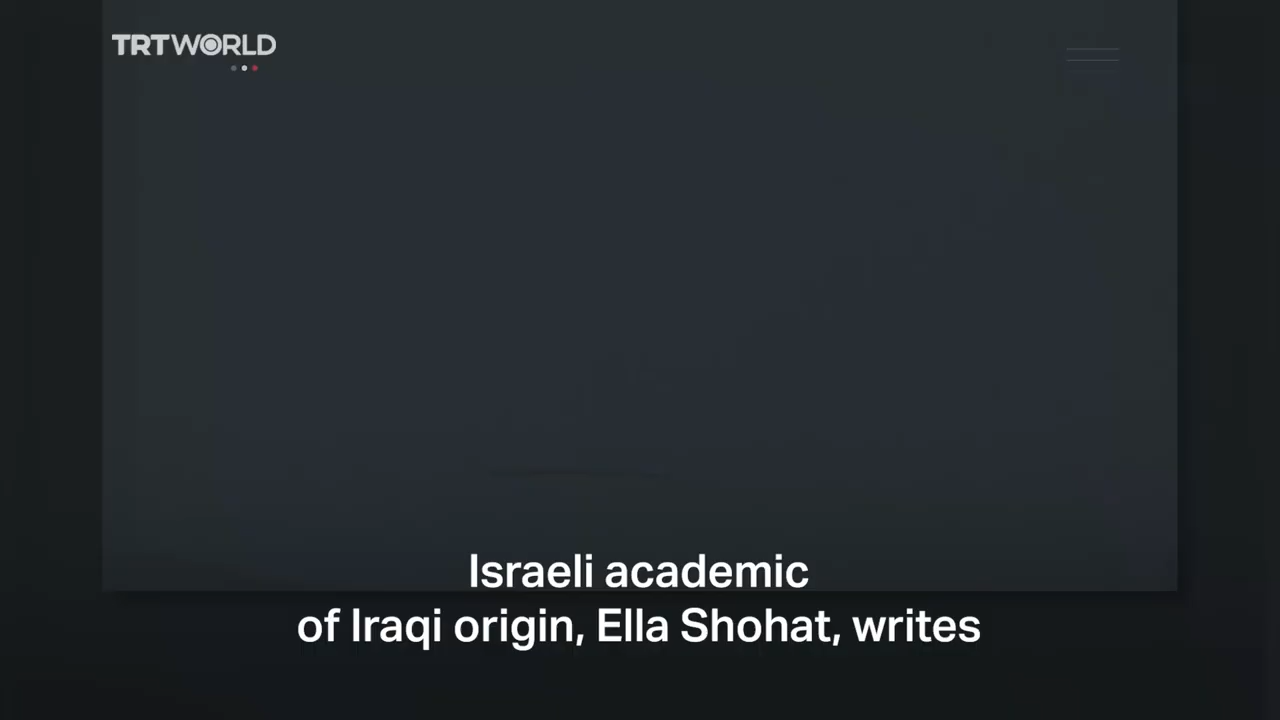 TRTWORLD
Israeli academic
of Iraqi origin, Ella Shohat, writes